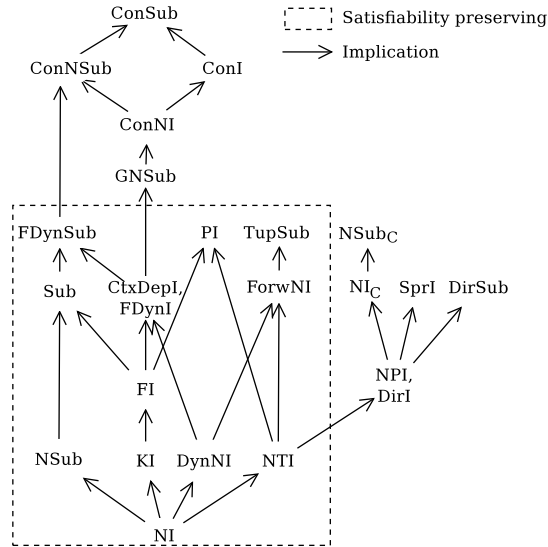 ConSub
Satisfiability preserving
Implication
ConNSub
ConI
ConNI
GNSub
FDynSub
PI
TupSub
NSubC
Sub
CtxDepI,
FDynI
ForwNI
NIC
SprI
DirSub
FI
NPI,
DirI
NSub
KI
DynNI
NTI
NI